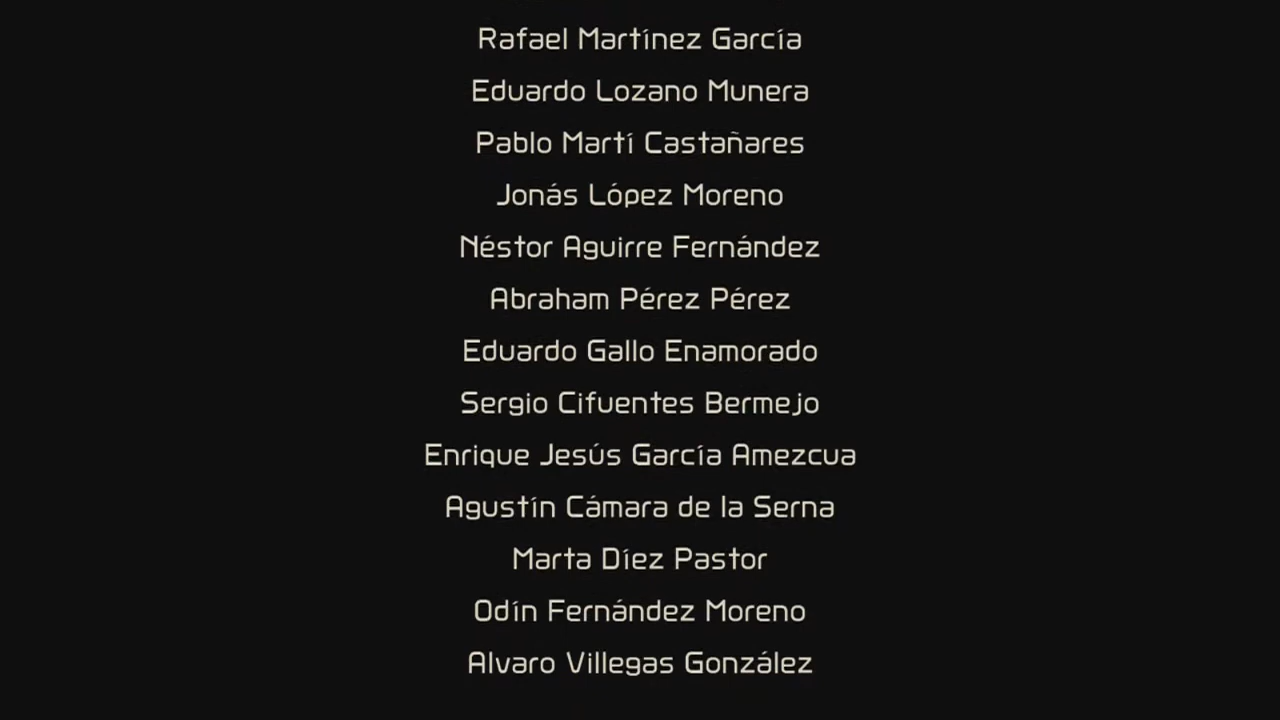 Rafael Martínez García
Eduardo Lozano Munera
Pablo Martí Castañares
Jonás López Moreno
Néstor Aguirre Fernández
Abraham Pérez Pérez
Eduardo Gallo Enamorado
Sergio Cifuentes Bermejo
Enrique Jesús García Amezcua
Agustín Cámara de la Serna
Marta Díez Pastor
Odín Fernández Moreno
Alvaro Villegas González